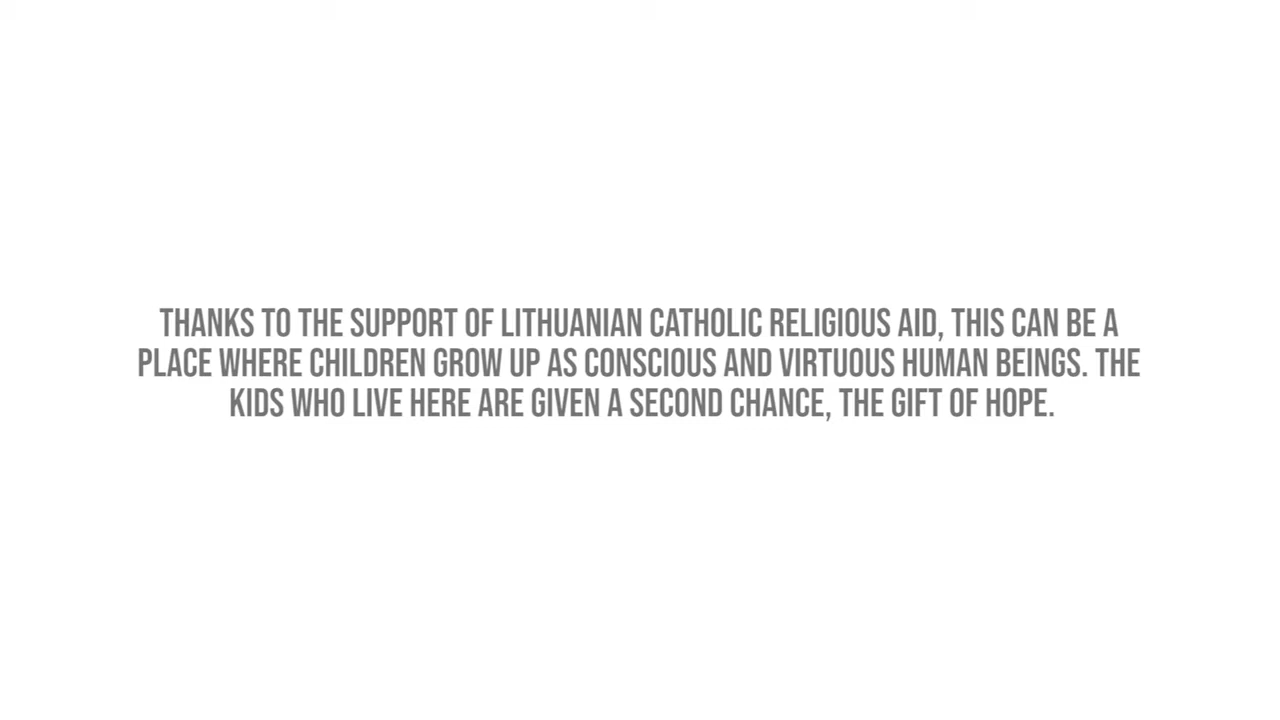 THANKS TO THE SUPPORT OF LITHUANIAN CATHOLIC RELIGIOUS AID, THIS CAN BE A
PLACE WHERE CHILDREN GROW UP AS CONSCIOUS AND VIRTUOUS HUMAN BEINGS. THE
KIDS WHO LIVE HERE ARE GIVEN A SECOND CHANCE, THE GIFT OF HOPE.